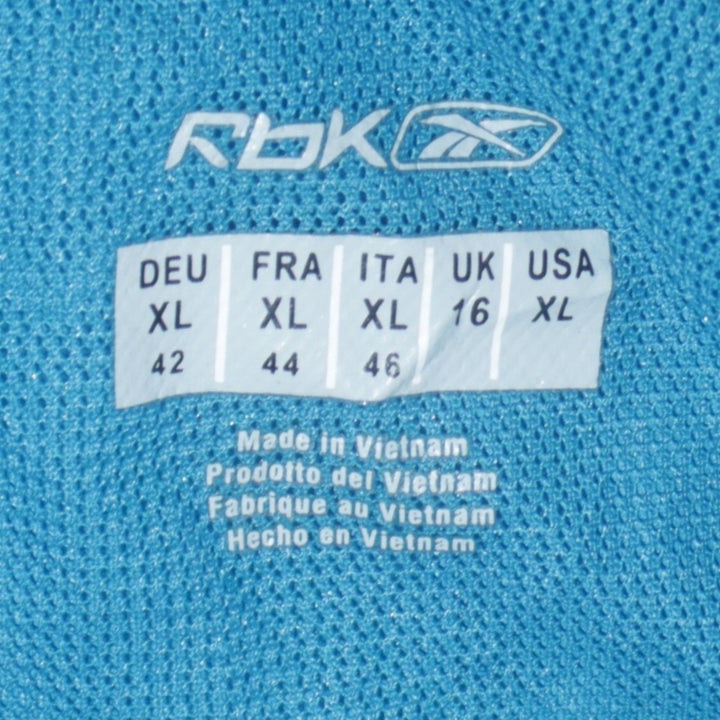 Rbk
DEU FRA ITA UK USA
XL XL XL 16 XL
42 44 46
Made in Vietnam
Prodotto del Vietnam
Fabrique au Vietnam
Hecho en Vietnam